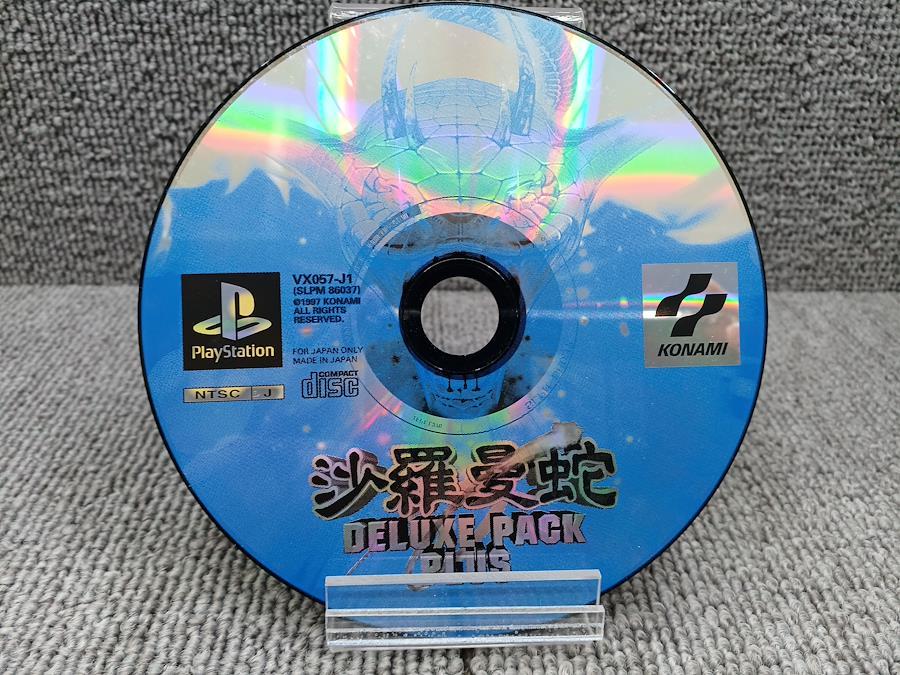 VX057-J1
(SLPM 86037)
©1997 KONAMI
ALL RIGHTS
RESERVED.
PlayStation
FOR JAPAN ONLY
MADE IN JAPAN
NTSC J
COMPACT
disc
KONAMI
沙羅曼蛇
DELUXE PACK
PLUS